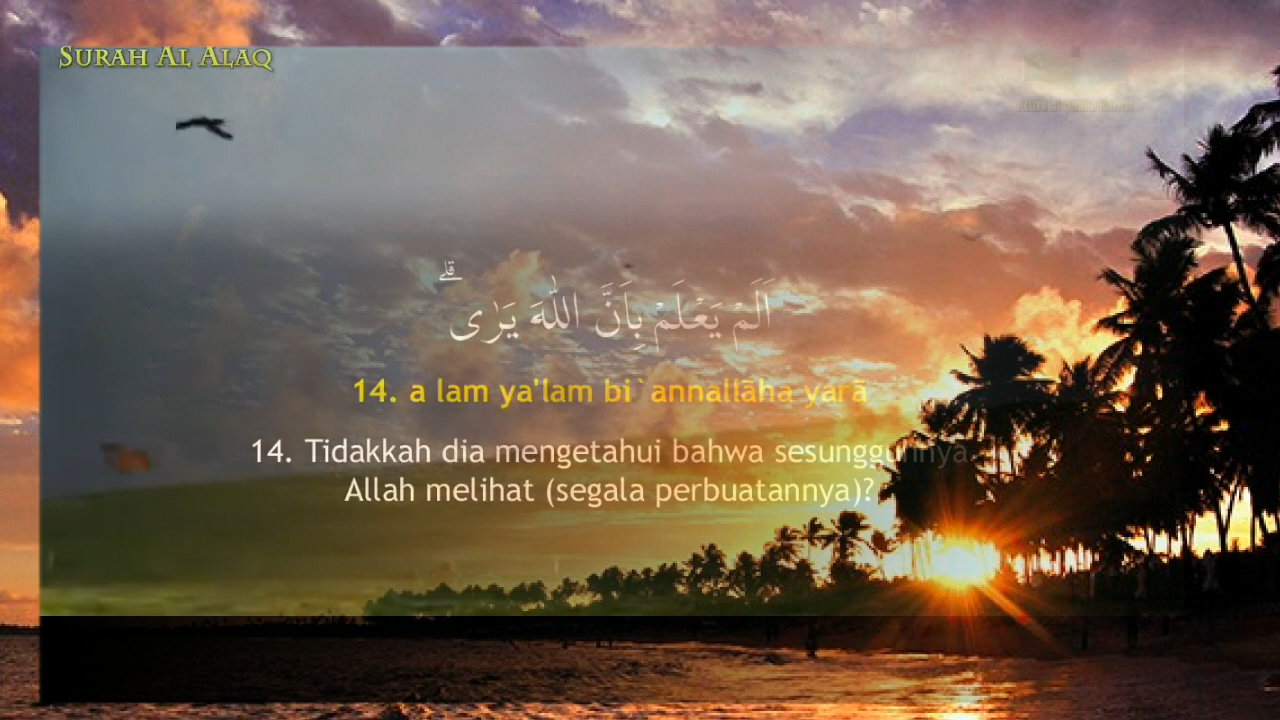 SURAH AL ALAQ
اَلَمْ يَعْلَمْ بِاَنَّ اللّٰهَ يَرٰىۗ
14. a lam ya'lam bi`annallāha yarā
14. Tidakkah dia mengetahui bahwa sesungguhnya
Allah melihat (segala perbuatannya)?